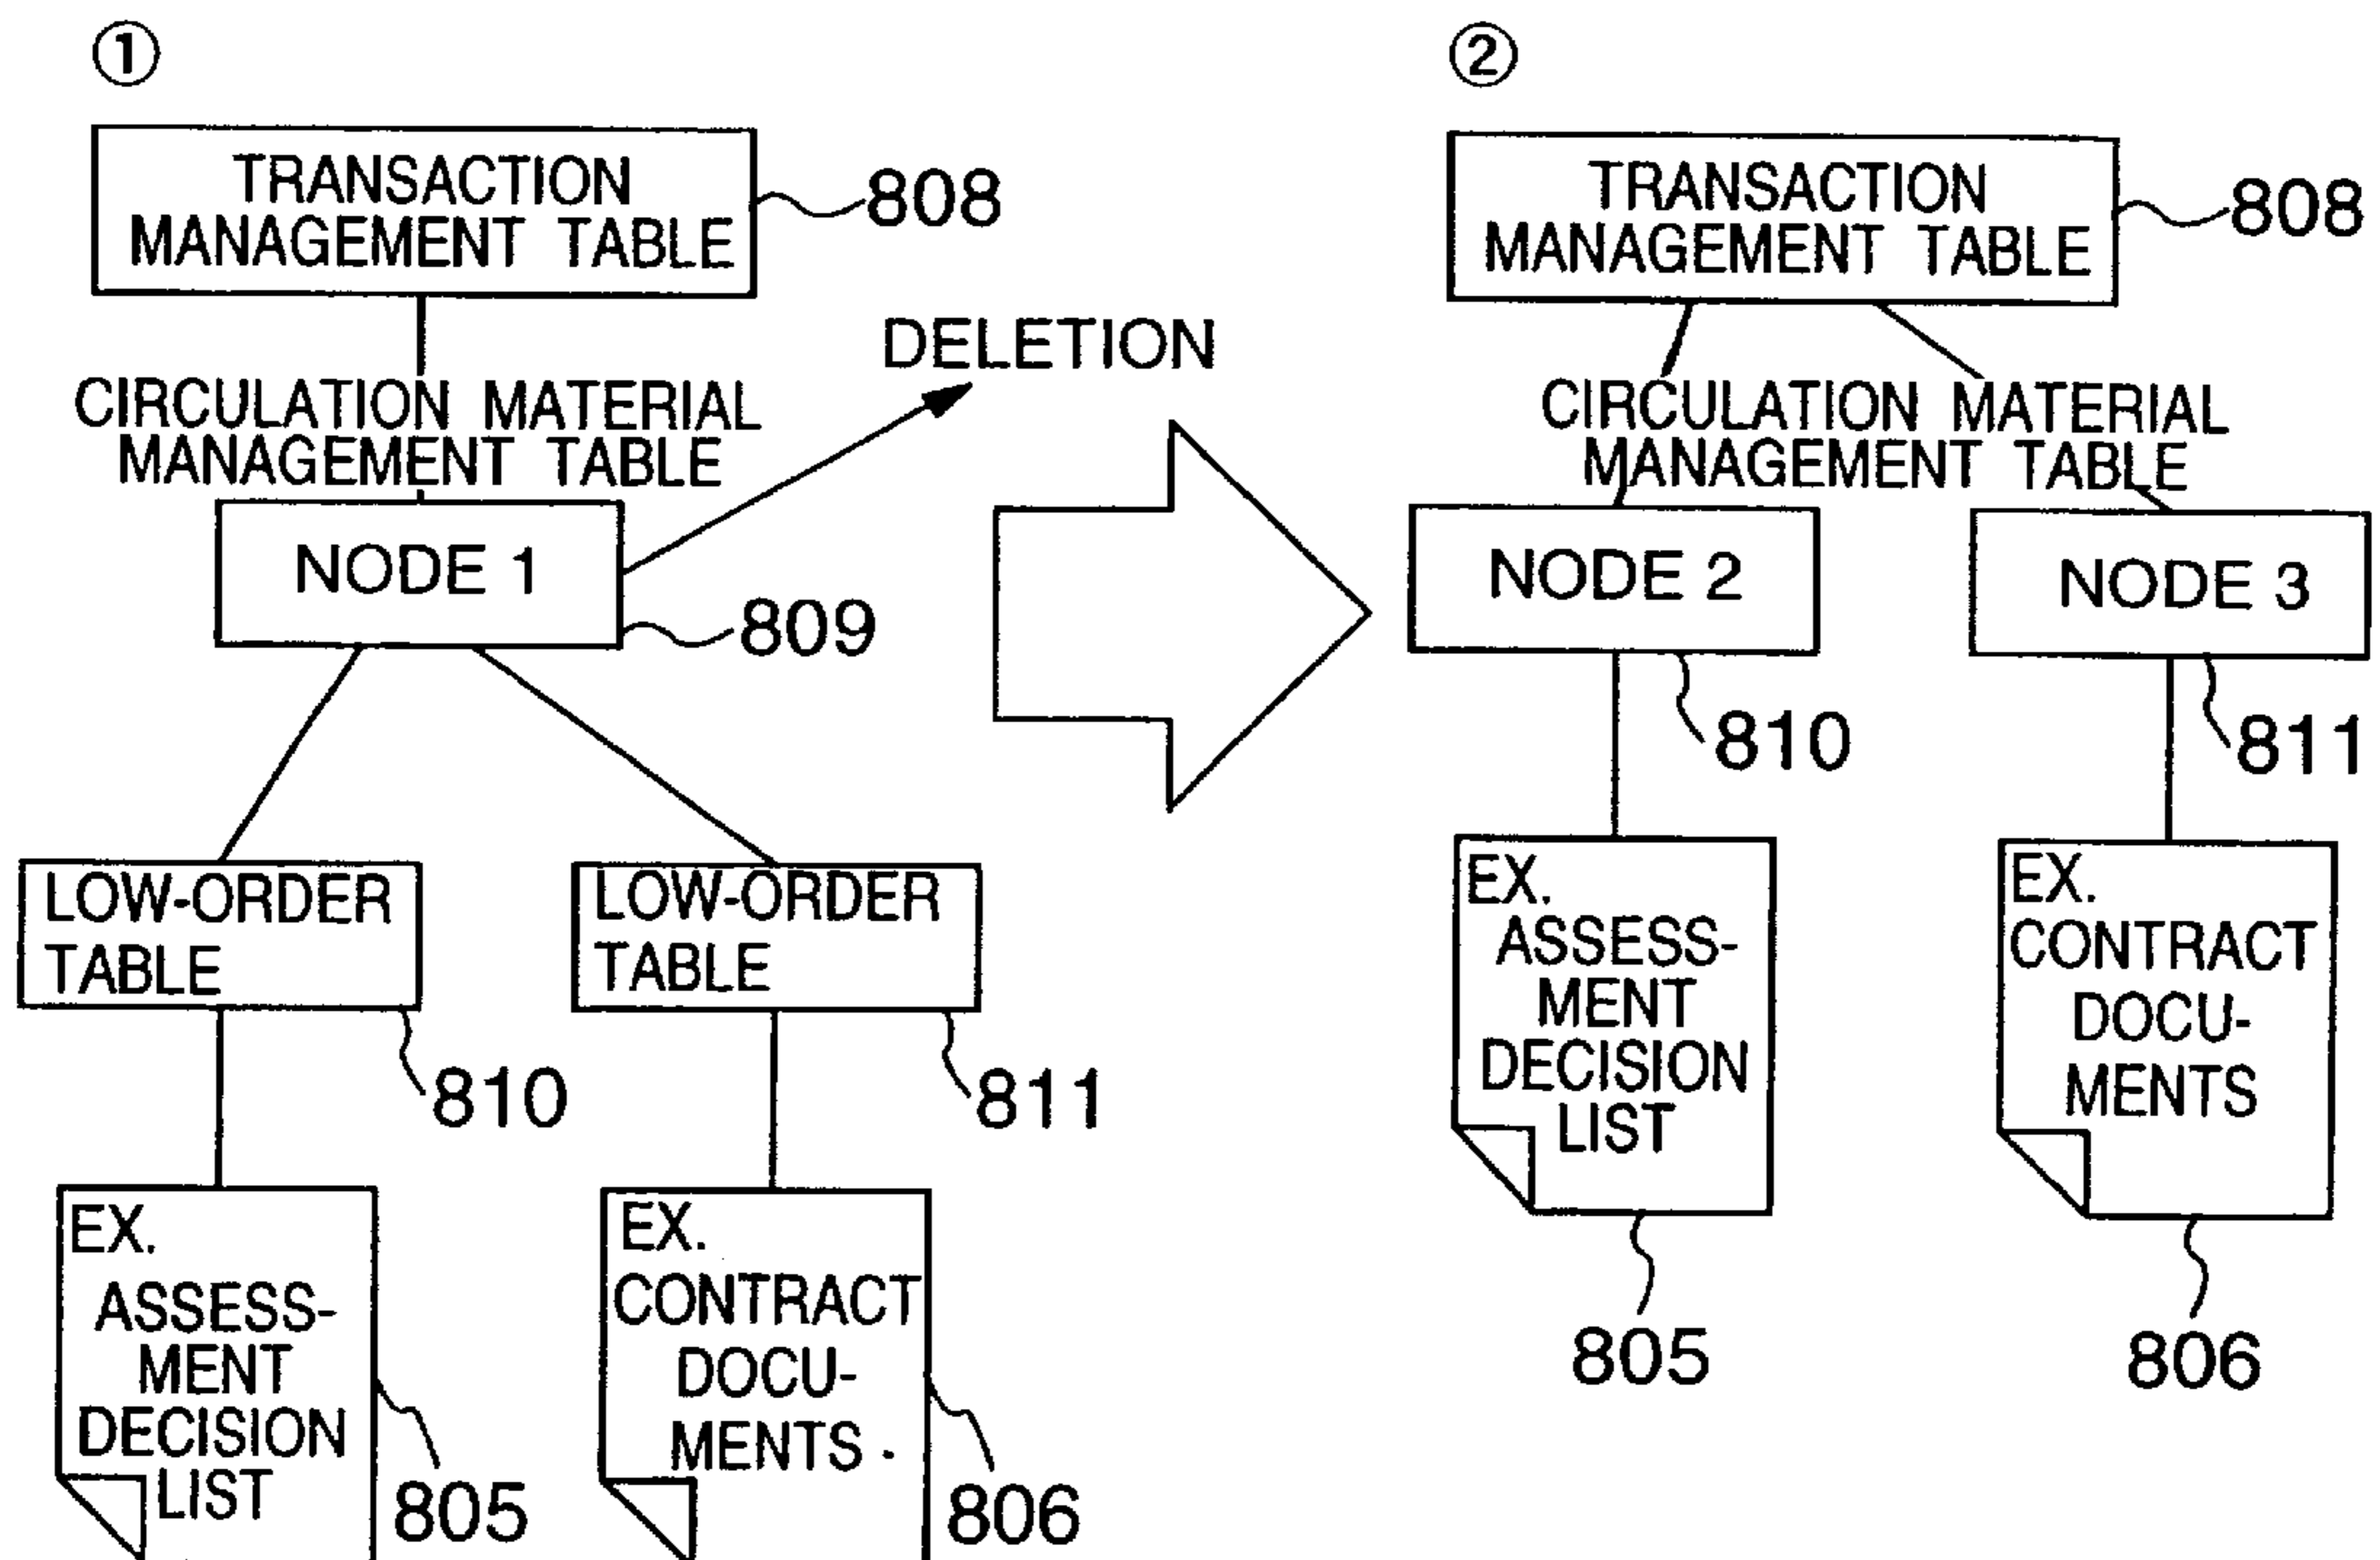 ①
TRANSACTION
MANAGEMENT TABLE
808
CIRCULATION MATERIAL
MANAGEMENT TABLE
DELETION
NODE 1
809
LOW-ORDER
TABLE
810
LOW-ORDER
TABLE
811
EX.
ASSESS-
MENT
DECISION
LIST
805
EX.
CONTRACT
DOCU-
MENTS
806
②
TRANSACTION
MANAGEMENT TABLE
808
CIRCULATION MATERIAL
MANAGEMENT TABLE
NODE 2
810
NODE 3
811
EX.
ASSESS-
MENT
DECISION
LIST
805
EX.
CONTRACT
DOCU-
MENTS
806